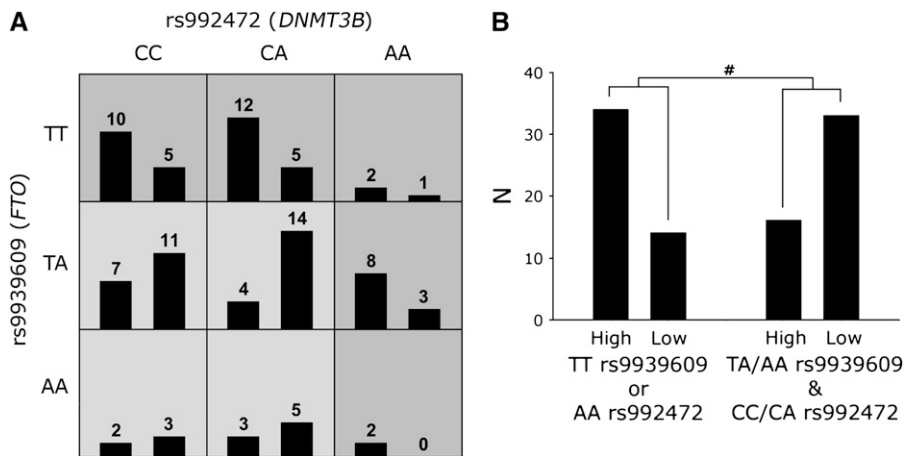 A
rs992472 (DNMT3B)
CC CA AA
rs9939609 (FTO)
TT
10 5 12 5 2 1
TA
7 11 4 14 8 3
AA
2 3 3 5 2 0
B
N
40
30
20
10
0
#
High Low High Low
TT rs9939609 TA/AA rs9939609
or &
AA rs992472 CC/CA rs992472